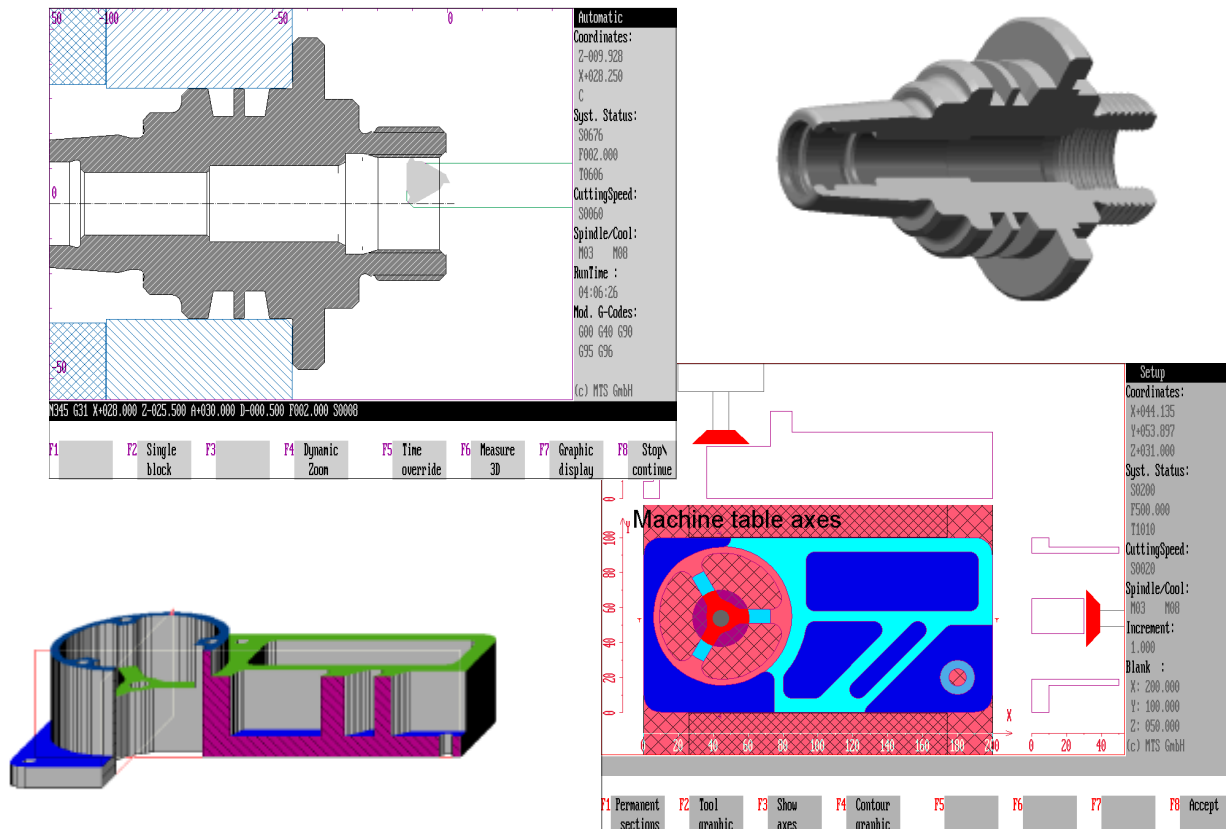 50 -100 -50 0
0
-50
Automatic
Coordinates:
Z-009.928
X+028.250
C
Syst. Status:
S0676
F002.000
T0606
CuttingSpeed:
S0060
Spindle/Cool:
M03 M08
RunTime :
04:06:26
Mod. G-Codes:
G00 G40 G90
G95 G96
(c) MTS GmbH
N345 G31 X+028.000 Z-025.500 A+030.000 D-000.500 F002.000 S0008
F1 F2 Single block
F3 F4 Dynamic Zoom
F5 Time override
F6 Measure 3D
F7 Graphic display
F8 Stop\ continue
Machine table axes
Y
100
80
60
40
20
0
0
0 20 40 60 80 100 120 140 160 180 200
X
T T
0 20 40
Setup
Coordinates:
X+044.135
Y+053.897
Z+031.000
Syst. Status:
S0200
F500.000
T1010
CuttingSpeed:
S0020
Spindle/Cool:
M03 M08
Increment:
1.000
Blank :
X: 200.000
Y: 100.000
Z: 050.000
(c) MTS GmbH
F1 Permanent sections
F2 Tool graphic
F3 Show axes
F4 Contour graphic
F5 F6 F7 F8 Accept